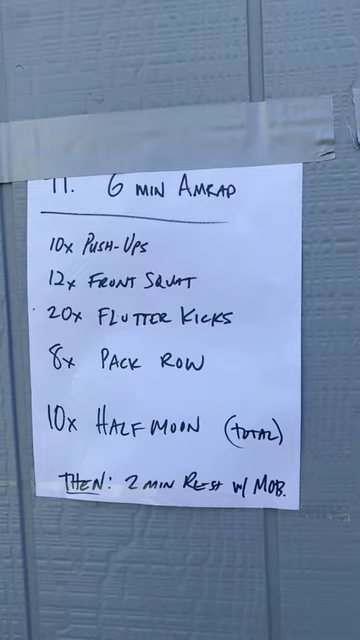 11. 6 MIN AMRAP
10x PUSH-UPS
12x FRONT SQUAT
20x FLUTTER KICKS
8x PACK ROW
10x HALF MOON (TOTAL)
THEN: 2 MIN REST W/ MOB.